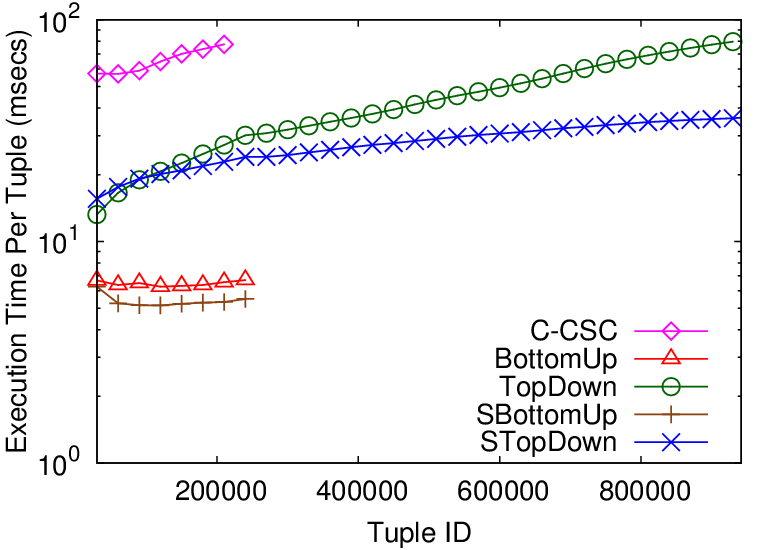 Execution Time Per Tuple (msecs)
10^2
10^1
10^0
C-CSC
BottomUp
TopDown
SBottomUp
STopDown
200000 400000 600000 800000
Tuple ID